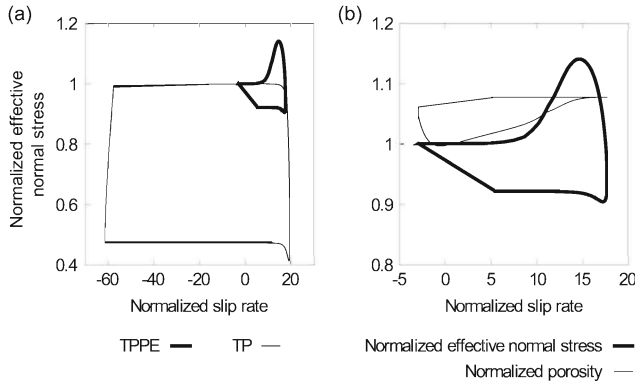 (a)
1.2
1
0.8
0.6
0.4
Normalized effective
normal stress
-60 -40 -20 0 20
Normalized slip rate
TPPE TP
(b)
1.2
1.1
1
0.9
0.8
-5 0 5 10 15 20
Normalized slip rate
Normalized effective normal stress
Normalized porosity